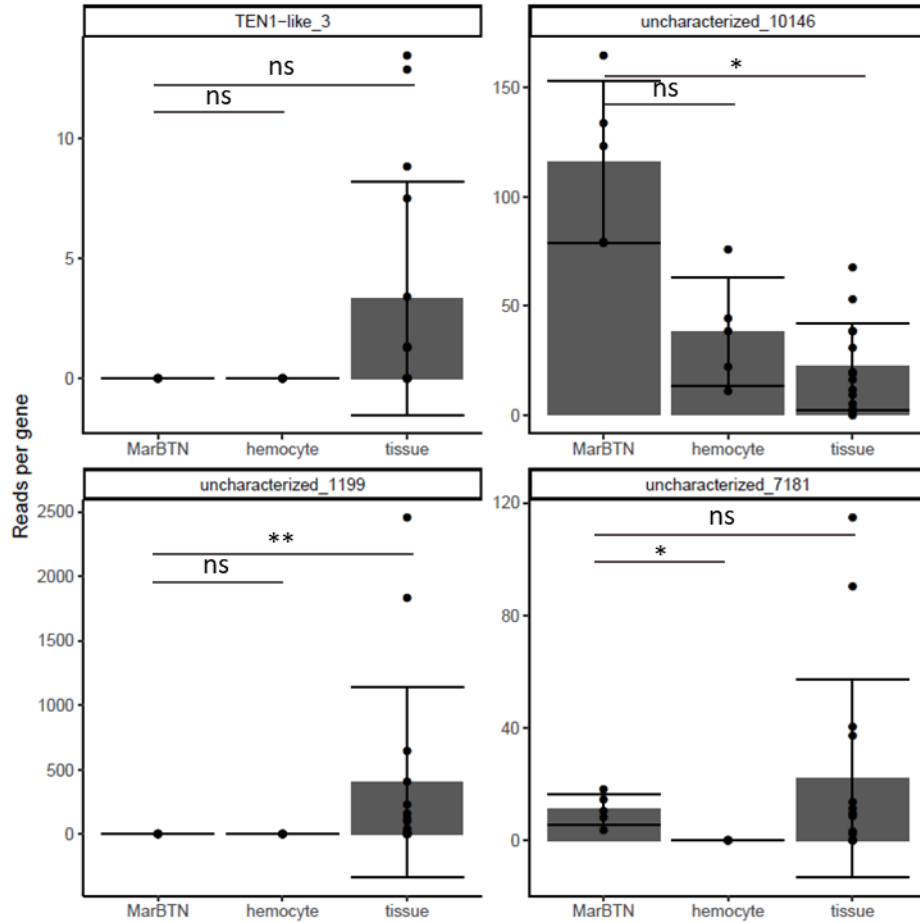 TEN1-like_3
ns
ns
10
5
0
MarBTN hemocyte tissue
uncharacterized_10146
*
ns
150
100
50
0
MarBTN hemocyte tissue
Reads per gene
uncharacterized_1199
**
ns
2500
2000
1500
1000
500
0
MarBTN hemocyte tissue
uncharacterized_7181
ns
*
120
80
40
0
MarBTN hemocyte tissue